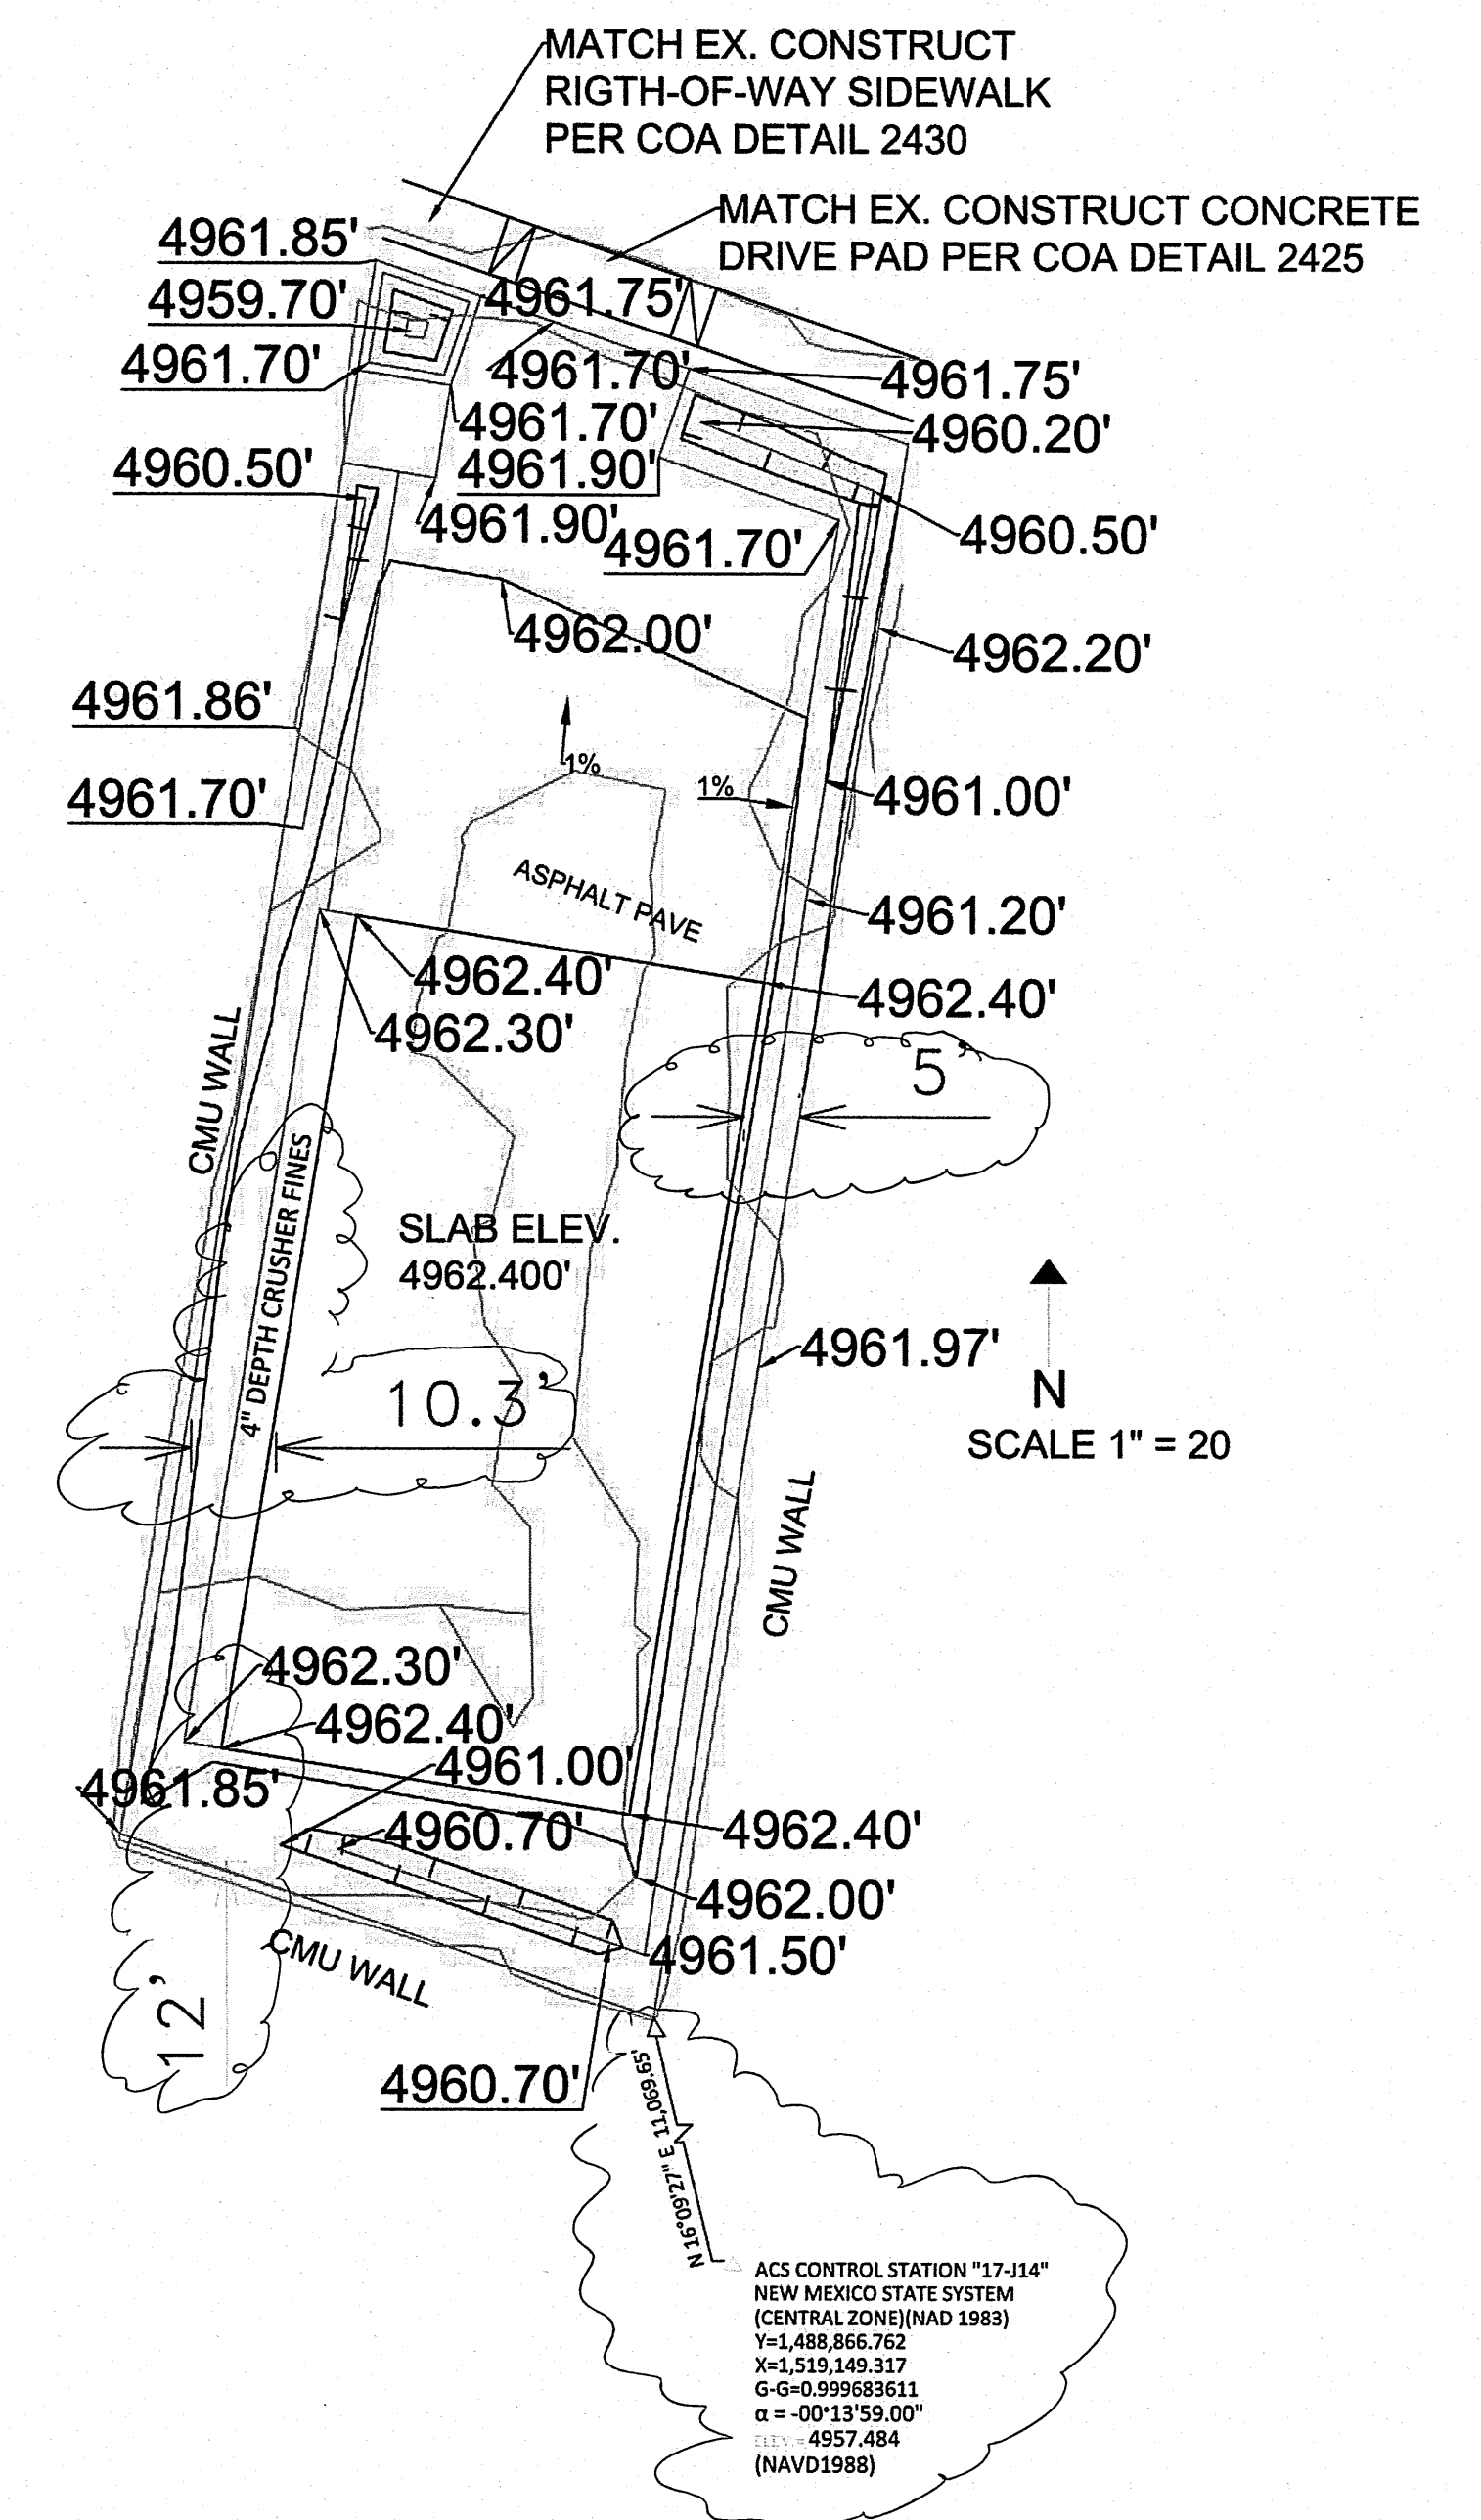 MATCH EX. CONSTRUCT
RIGTH-OF-WAY SIDEWALK
PER COA DETAIL 2430
MATCH EX. CONSTRUCT CONCRETE
DRIVE PAD PER COA DETAIL 2425
4961.85'
4959.70'
4961.75'
4961.70'
4961.70'
4961.75'
4961.70'
4960.20'
4960.50'
4961.90'
4961.90'
4961.70'
4960.50'
4962.00'
4962.20'
4961.86'
1%
1%
4961.70'
4961.00'
ASPHALT PAVE
4961.20'
4962.40'
4962.40'
4962.30'
CMU WALL
5'
4" DEPTH CRUSHER FINES
SLAB ELEV.
4962.400'
4961.97'
10.3'
N
SCALE 1" = 20
CMU WALL
4962.30'
4962.40'
4961.00'
4961.85'
4960.70'
4962.40'
4962.00'
4961.50'
CMU WALL
12'
4960.70'
N 16°09'27" E 11,069.65'
ACS CONTROL STATION "17-J14"
NEW MEXICO STATE SYSTEM
(CENTRAL ZONE)(NAD 1983)
Y=1,488,866.762
X=1,519,149.317
G-G=0.999683611
α = -00°13'59.00"
ELEV.= 4957.484
(NAVD1988)